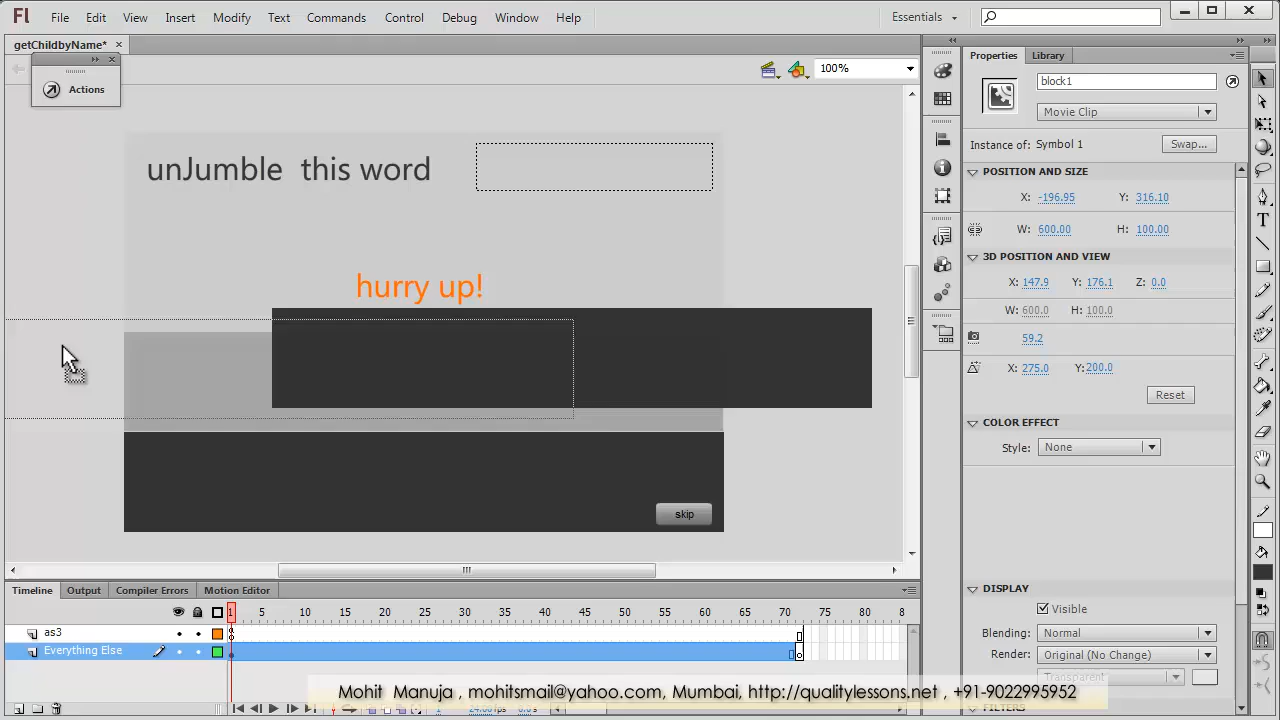 Fl File Edit View Insert Modify Text Commands Control Debug Window Help Essentials
getChildbyName* ×
Actions
100%
unJumble  this word
hurry up!
skip
Properties Library
block1
Movie Clip
Instance of: Symbol 1 Swap...
POSITION AND SIZE
X: -196.95 Y: 316.10
W: 600.00 H: 100.00
3D POSITION AND VIEW
X: 147.9 Y: 176.1 Z: 0.0
W: 600.0 H: 100.0
59.2
X: 275.0 Y: 200.0
Reset
COLOR EFFECT
Style: None
DISPLAY
Visible
Blending: Normal
Render: Original (No Change)
Transparent
FILTERS
Timeline Output Compiler Errors Motion Editor
1 5 10 15 20 25 30 35 40 45 50 55 60 65 70 75 80 8
as3
Everything Else
Mohit Manuja , mohitsmail@yahoo.com, Mumbai, http://qualitylessons.net , +91-9022995952